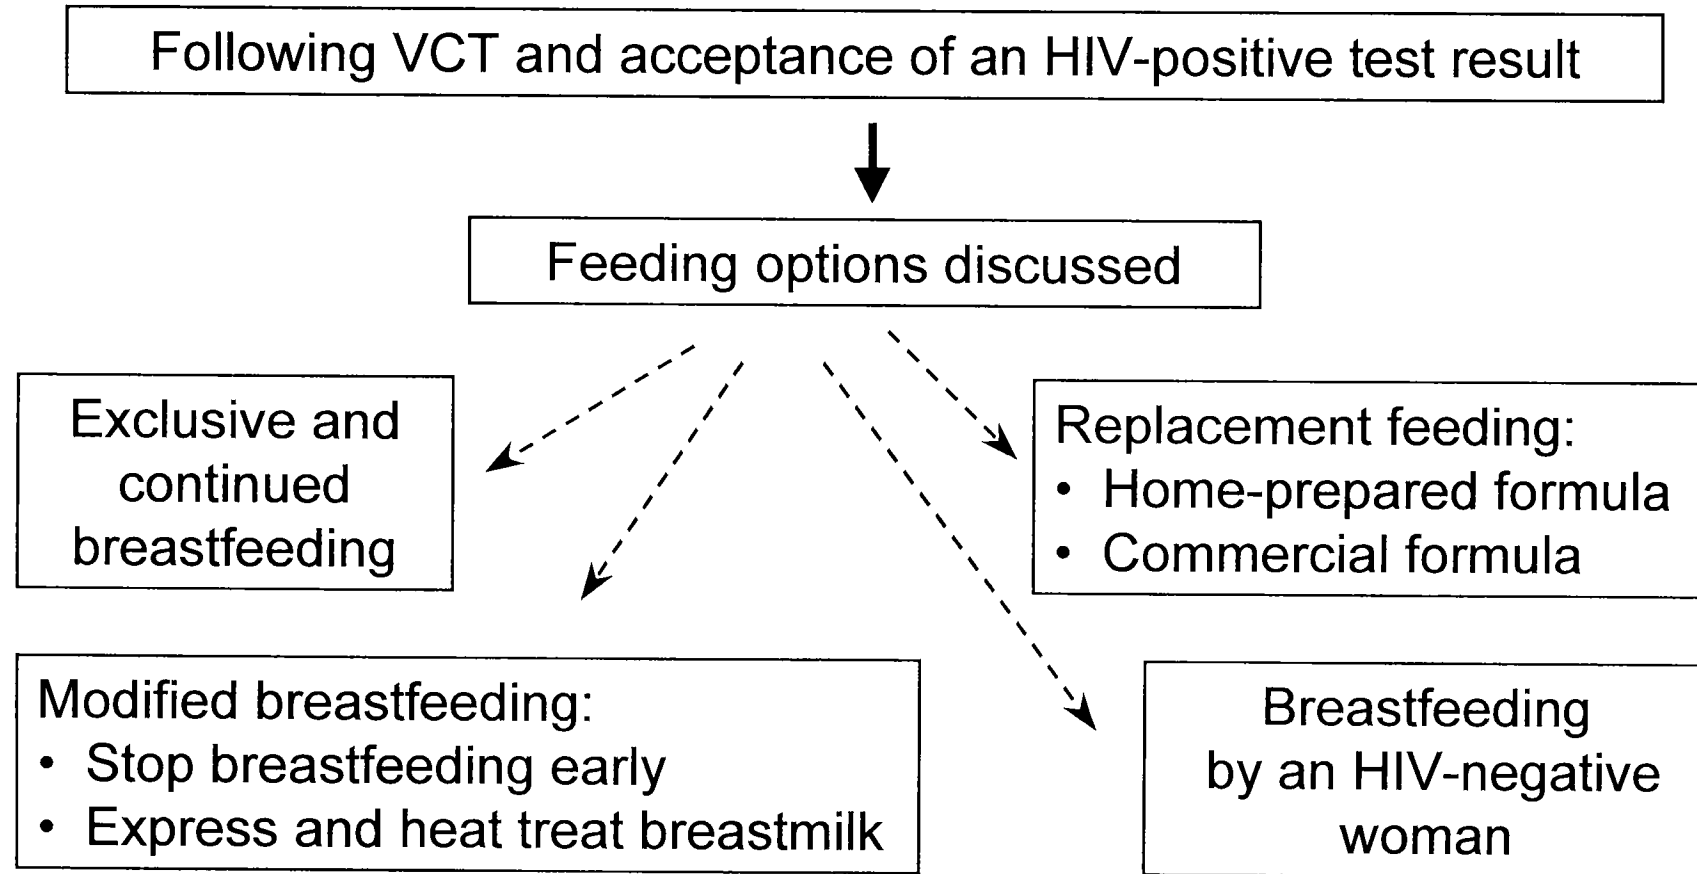 Following VCT and acceptance of an HIV-positive test result
Feeding options discussed
Exclusive and
continued
breastfeeding
Replacement feeding:
• Home-prepared formula
• Commercial formula
Modified breastfeeding:
• Stop breastfeeding early
• Express and heat treat breastmilk
Breastfeeding
by an HIV-negative
woman